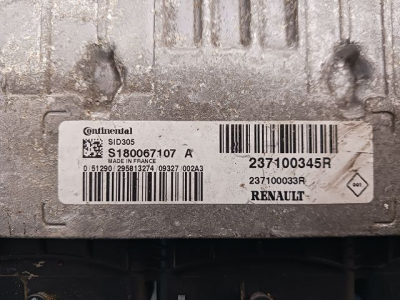 Continental
SID305
S180067107 A
MADE IN FRANCE
0 51290 / 295813274 / 09327 / 002A3
237100345R
237100033R
RENAULT